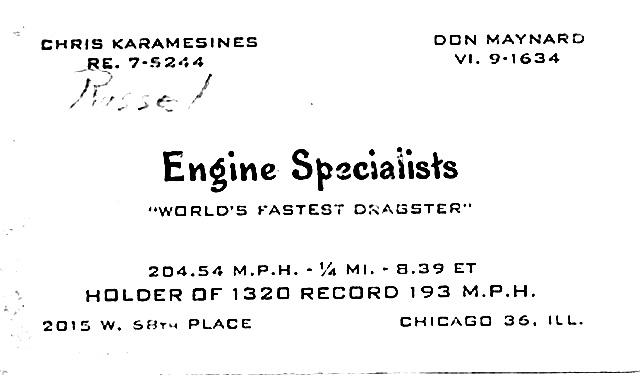 CHRIS KARAMESINES
RE. 7-5244
Russel
DON MAYNARD
VI. 9-1634
Engine Specialists
"WORLD'S FASTEST DRAGSTER"
204.54 M.P.H. - ¼ MI. - 8.39 ET
HOLDER OF 1320 RECORD 193 M.P.H.
2015 W. 58TH PLACE
CHICAGO 36, ILL.